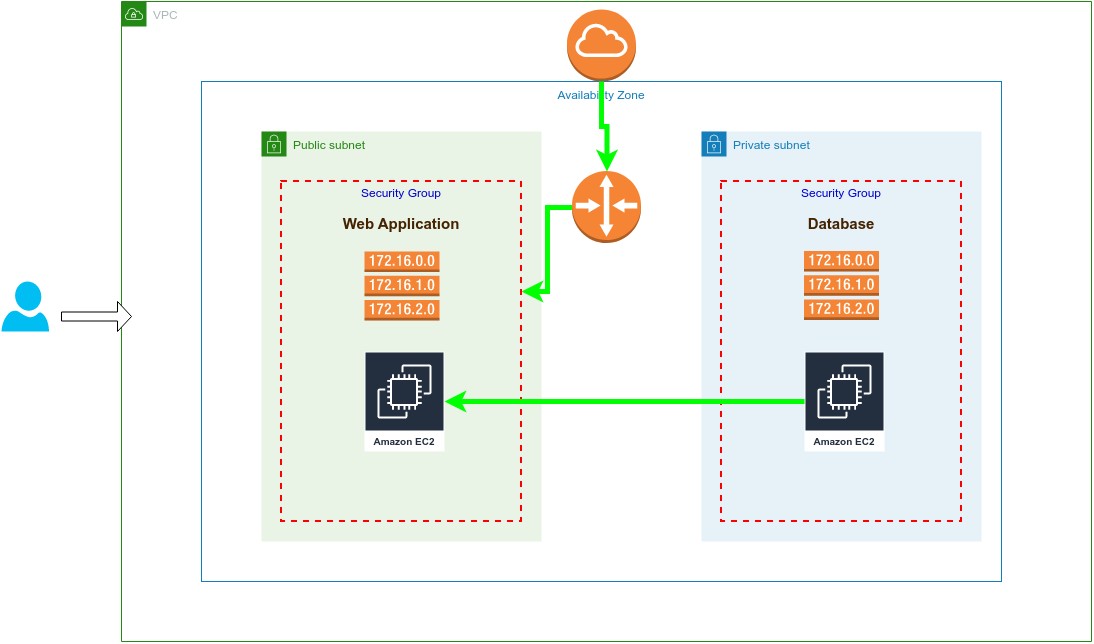 VPC
Availability Zone
Public subnet
Security Group
Web Application
172.16.0.0
172.16.1.0
172.16.2.0
Amazon EC2
Private subnet
Security Group
Database
172.16.0.0
172.16.1.0
172.16.2.0
Amazon EC2